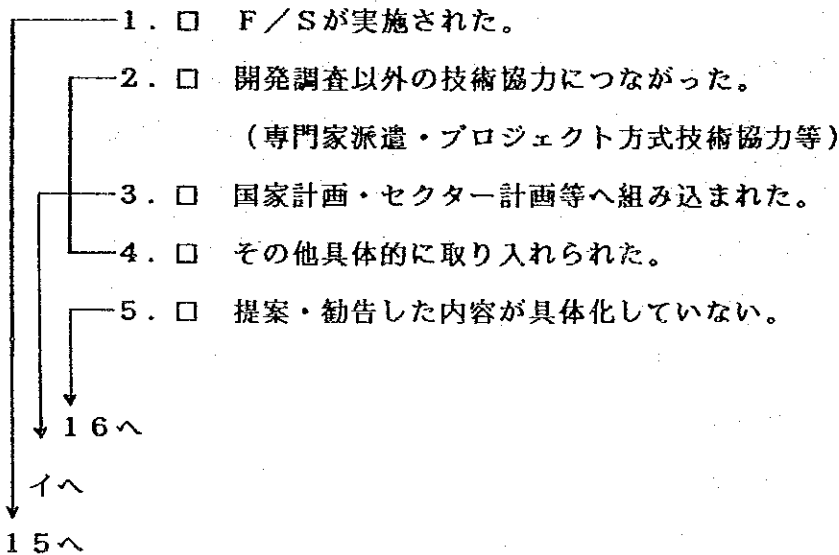 1.□ F/Sが実施された。
2.□ 開発調査以外の技術協力につながった。
(専門家派遣・プロジェクト方式技術協力等)
3.□ 国家計画・セクター計画等へ組み込まれた。
4.□ その他具体的に取り入れられた。
5.□ 提案・勧告した内容が具体化していない。
16へ
イへ
15へ